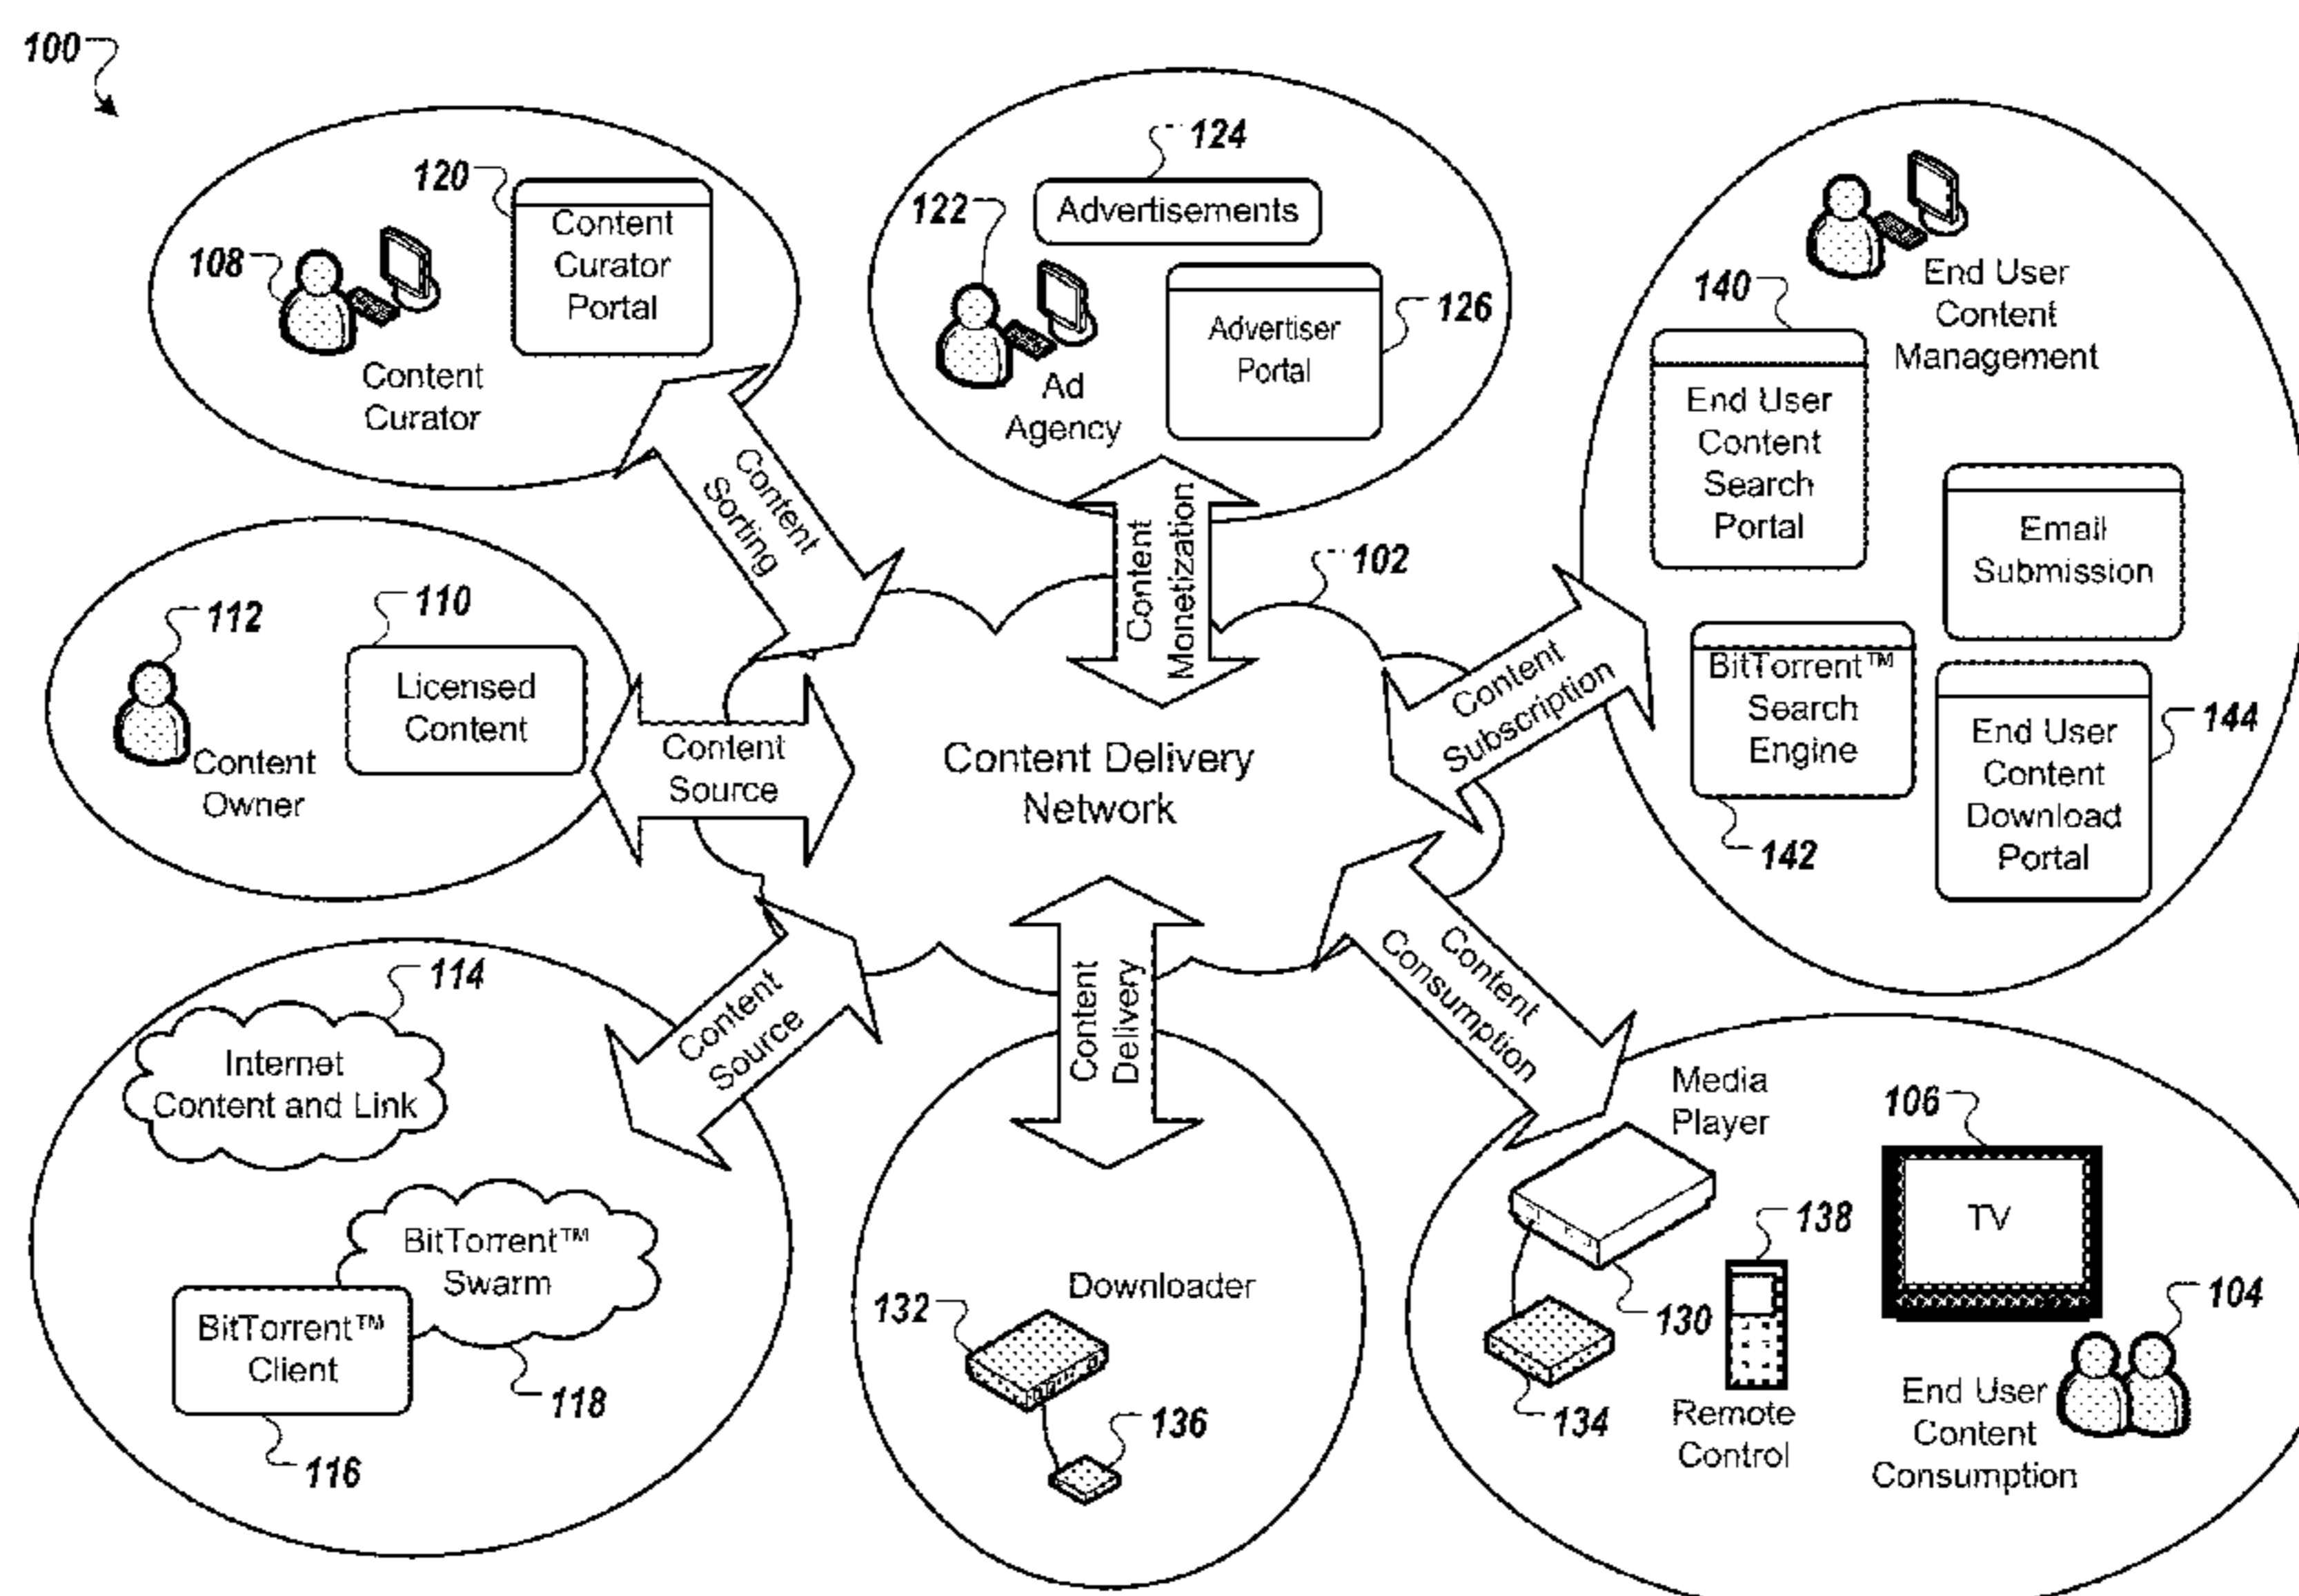 100
120
Content
Curator
Portal
108
Content
Curator
124
Advertisements
122
Advertiser
Portal
126
Ad
Agency
End User
Content
Management
140
End User
Content
Search
Portal
Email
Submission
BitTorrent™
Search
Engine
142
End User
Content
Download
Portal
144
Content
Sorting
Content
Monetization
102
Content
Subscription
112
110
Licensed
Content
Content
Owner
Content
Source
Content Delivery
Network
114
Internet
Content and Link
Content
Source
BitTorrent™
Swarm
BitTorrent™
Client
118
116
Content
Delivery
Downloader
132
136
Content
Consumption
Media
Player
106
TV
138
130
134
Remote
Control
104
End User
Content
Consumption